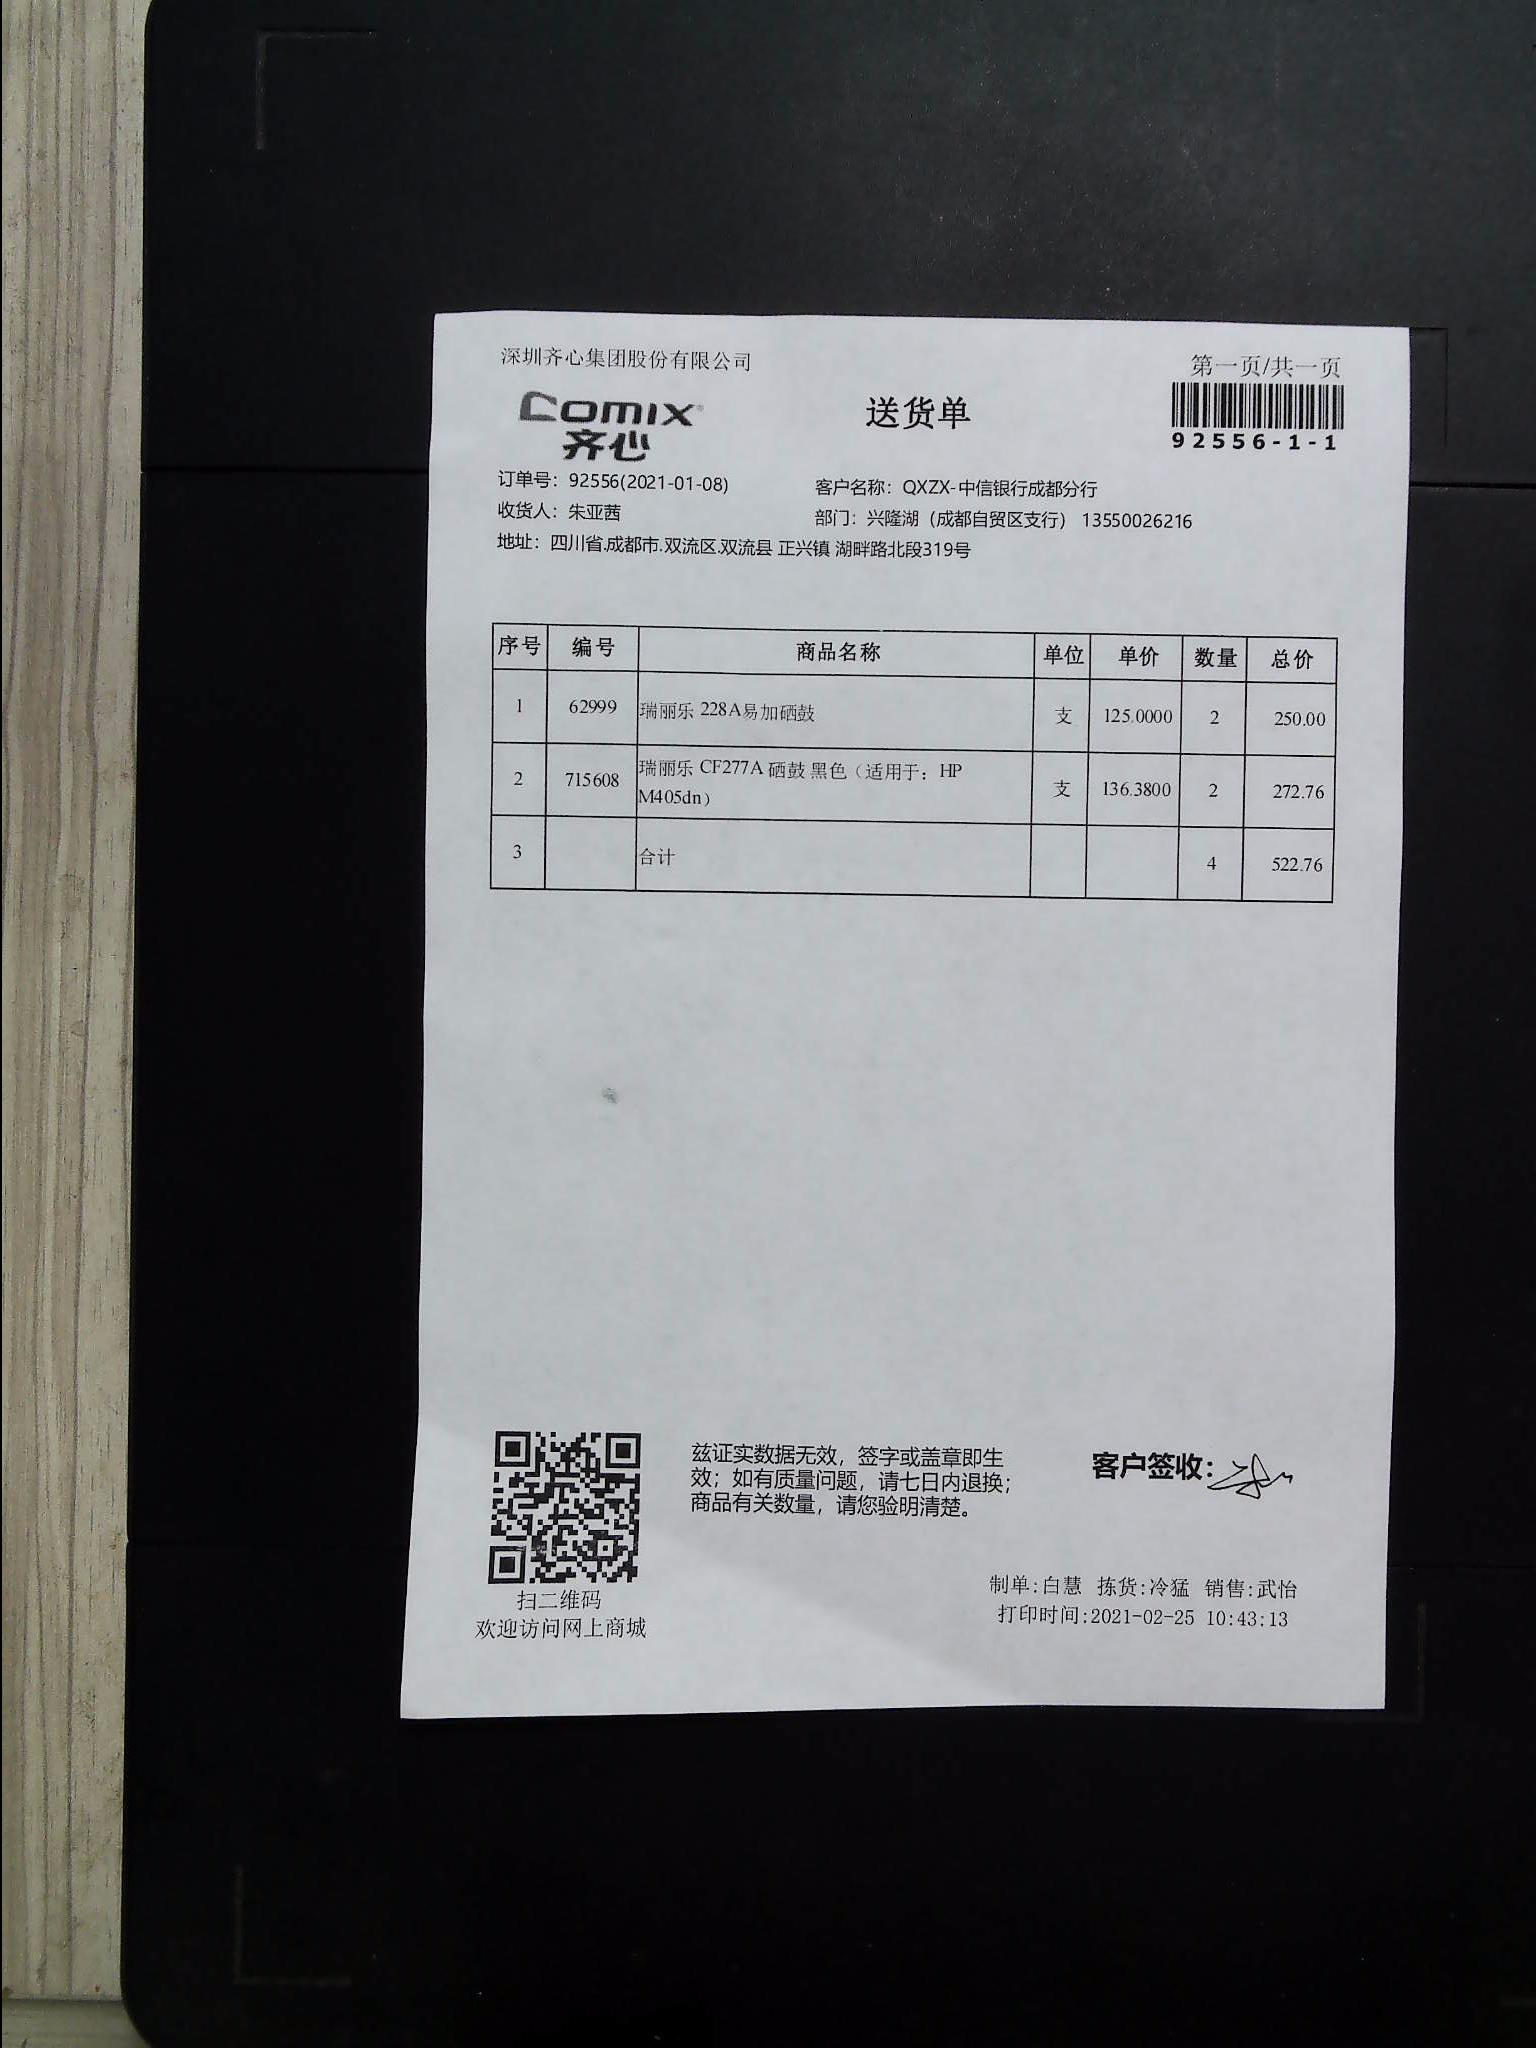 深圳齐心集团股份有限公司
第一页/共一页
COMIX
齐心
送货单
92556-1-1
订单号：92556(2021-01-08)
客户名称：QXZX-中信银行成都分行
收货人：朱亚茜
部门：兴隆湖（成都自贸区支行） 13550026216
地址：四川省.成都市.双流区.双流县 正兴镇 湖畔路北段319号
序号 编号 商品名称 单位 单价 数量 总价
1 62999 瑞丽乐 228A易加硒鼓 支 125.0000 2 250.00
2 715608 瑞丽乐 CF277A 硒鼓 黑色（适用于：HP
M405dn） 支 136.3800 2 272.76
3 合计 4 522.76
兹证实数据无效，签字或盖章即生
效；如有质量问题，请七日内退换；
商品有关数量，请您验明清楚。
客户签收：
扫二维码
欢迎访问网上商城
制单:白慧 拣货:冷猛 销售:武怡
打印时间:2021-02-25 10:43:13